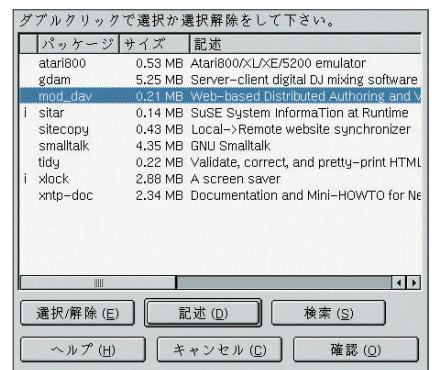 ダブルクリックで選択か選択解除をして下さい。
パッケージ サイズ 記述
atari800 0.53 MB Atari800/XL/XE/5200 emulator
gdam 5.25 MB Server-client digital DJ mixing software
mod_dav 0.21 MB Web-based Distributed Authoring and V
i sitar 0.14 MB SuSE System InformaTion at Runtime
sitecopy 0.43 MB Local->Remote website synchronizer
smalltalk 4.35 MB GNU Smalltalk
tidy 0.22 MB Validate, correct, and pretty-print HTML
i xlock 2.88 MB A screen saver
xntp-doc 2.34 MB Documentation and Mini-HOWTO for Ne
選択/解除 (E) 記述 (D) 検索 (S)
ヘルプ (H) キャンセル (C) 確認 (O)